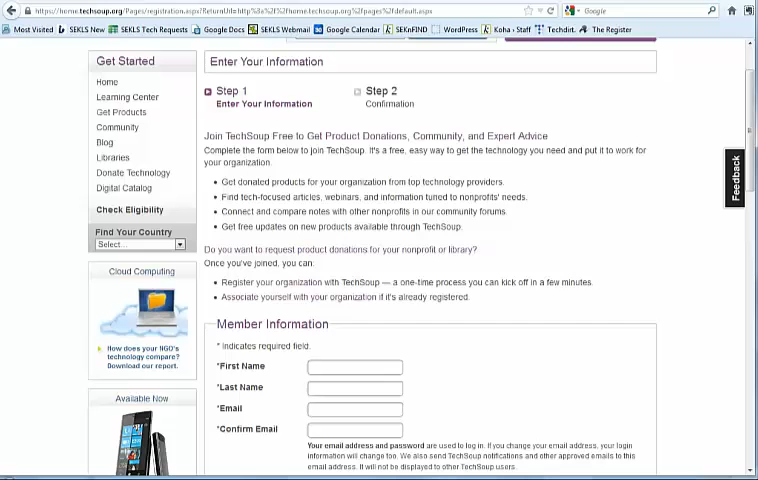 https://home.techsoup.org/Pages/registration.aspx?ReturnUrl=http%3a%2f%2fhome.techsoup.org%2fpages%2fdefault.aspx
Google
Most Visited SEKLS New SEKLS Tech Requests Google Docs SEKLS Webmail Google Calendar SEKnFIND WordPress Koha › Staff Techdirt. The Register
Get Started
Home
Learning Center
Get Products
Community
Blog
Libraries
Donate Technology
Digital Catalog
Check Eligibility
Find Your Country
Select...
Cloud Computing
How does your NGO's
technology compare?
Download our report.
Available Now
Enter Your Information
Step 1
Enter Your Information
Step 2
Confirmation
Join TechSoup Free to Get Product Donations, Community, and Expert Advice
Complete the form below to join TechSoup. It's a free, easy way to get the technology you need and put it to work for
your organization.
• Get donated products for your organization from top technology providers.
• Find tech-focused articles, webinars, and information tuned to nonprofits' needs.
• Connect and compare notes with other nonprofits in our community forums.
• Get free updates on new products available through TechSoup.
Do you want to request product donations for your nonprofit or library?
Once you've joined, you can:
• Register your organization with TechSoup — a one-time process you can kick off in a few minutes.
• Associate yourself with your organization if it's already registered.
Member Information
* Indicates required field.
*First Name
*Last Name
*Email
*Confirm Email
Your email address and password are used to log in. If you change your email address, your login
information will change too. We also send TechSoup notifications and other approved emails to this
email address. It will not be displayed to other TechSoup users.
Feedback